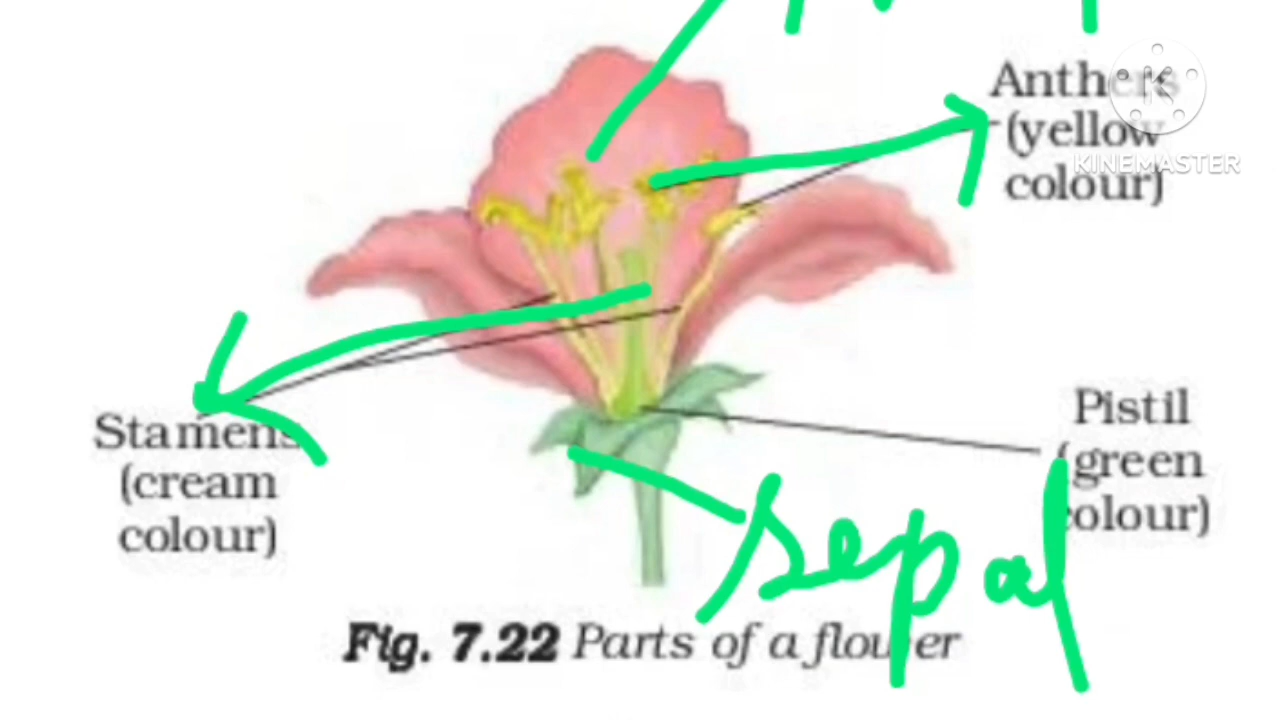 Anthers
(yellow
colour)
KINEMASTER
Stamens
(cream
colour)
Pistil
(green
colour)
sepal
Fig. 7.22 Parts of a flower